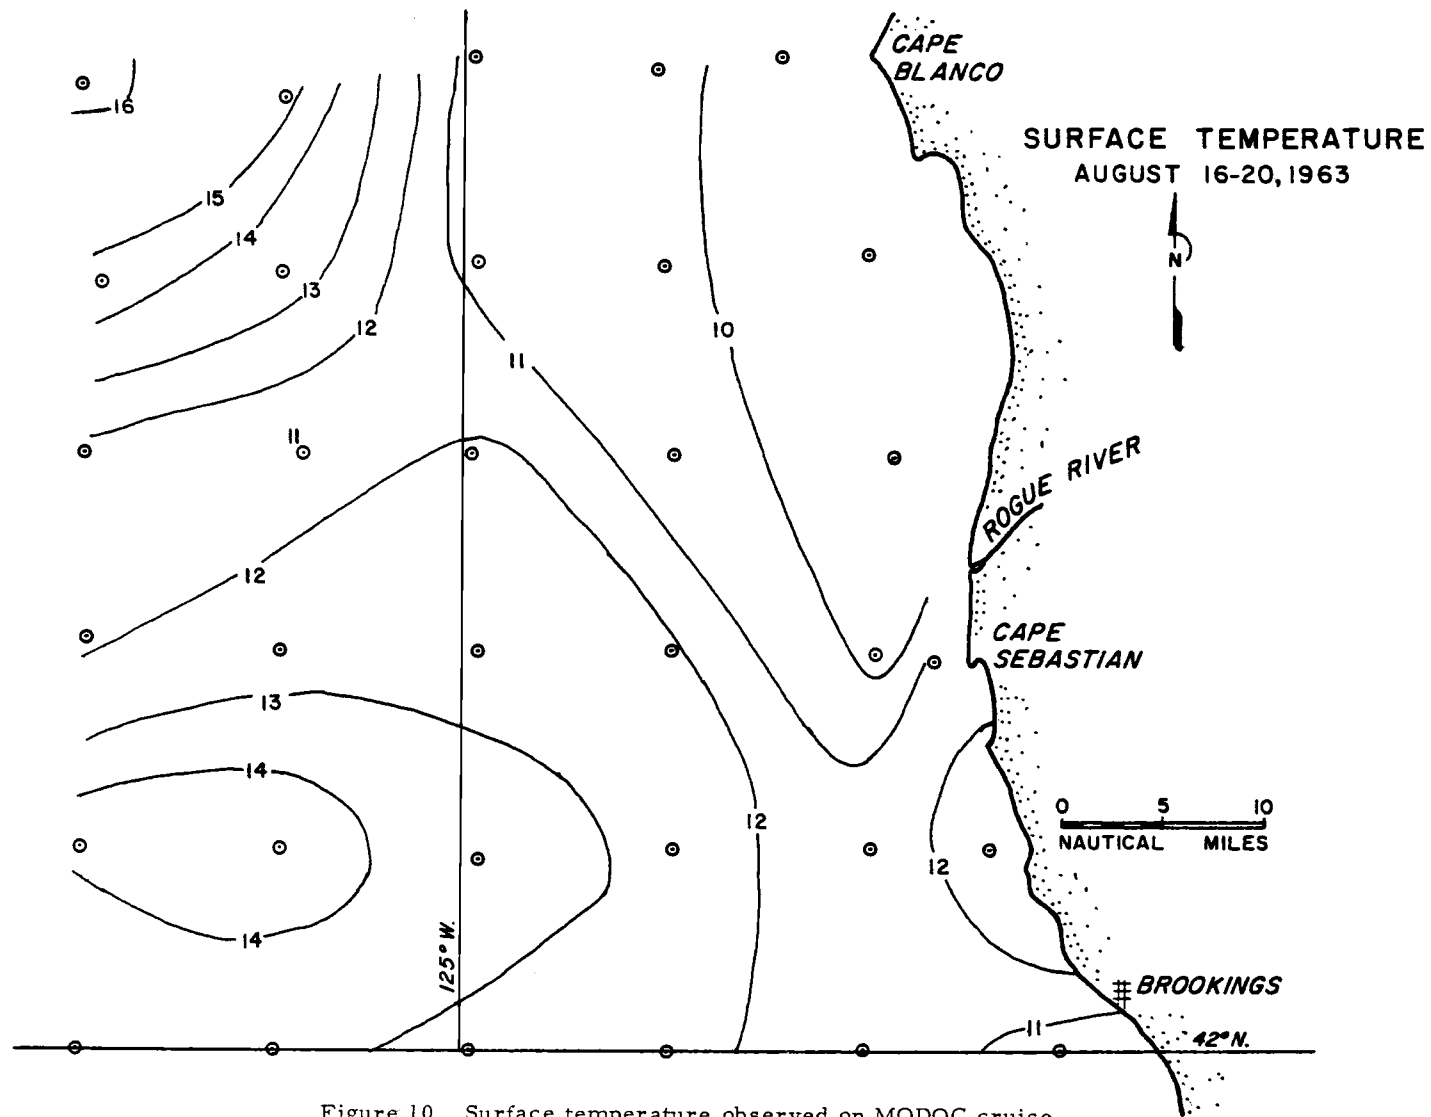 CAPE
BLANCO
SURFACE TEMPERATURE
AUGUST 16-20, 1963
N
16
15
14
13
12
11
10
11
ROGUE RIVER
12
CAPE
SEBASTIAN
13
14
0 5 10
NAUTICAL MILES
12
12
14
125° W.
BROOKINGS
11
42° N.
Figure 10. Surface temperature observed on MODOC cruise